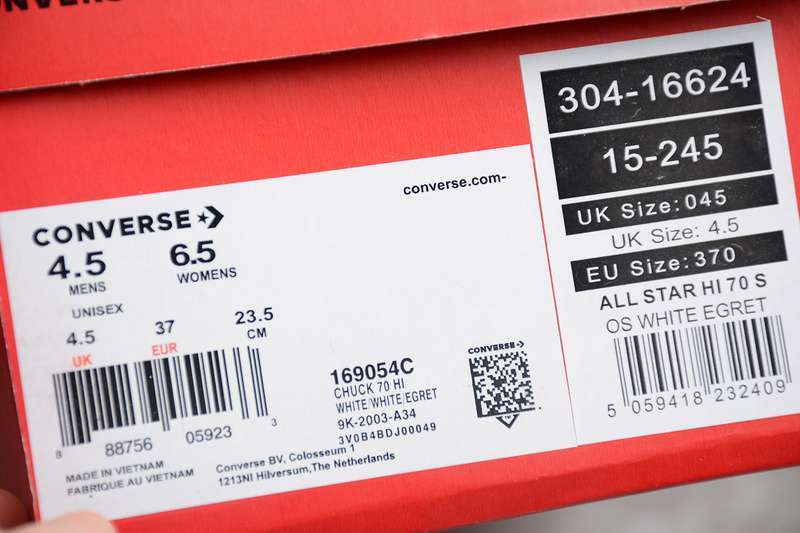 CONVERSE
converse.com-
4.5
MENS
6.5
WOMENS
UNISEX
4.5
UK
37
EUR
23.5
CM
8 88756 05923 3
MADE IN VIETNAM
FABRIQUE AU VIETNAM
169054C
CHUCK 70 HI
WHITE/WHITE/EGRET
9K-2003-A34
3V0B4BDJ00049
Converse BV, Colosseum 1
1213NI Hilversum,The Netherlands
CONVERSE
TM
304-16624
15-245
UK Size:045
UK Size: 4.5
EU Size:370
ALL STAR HI 70 S
OS WHITE EGRET
5 059418 232409